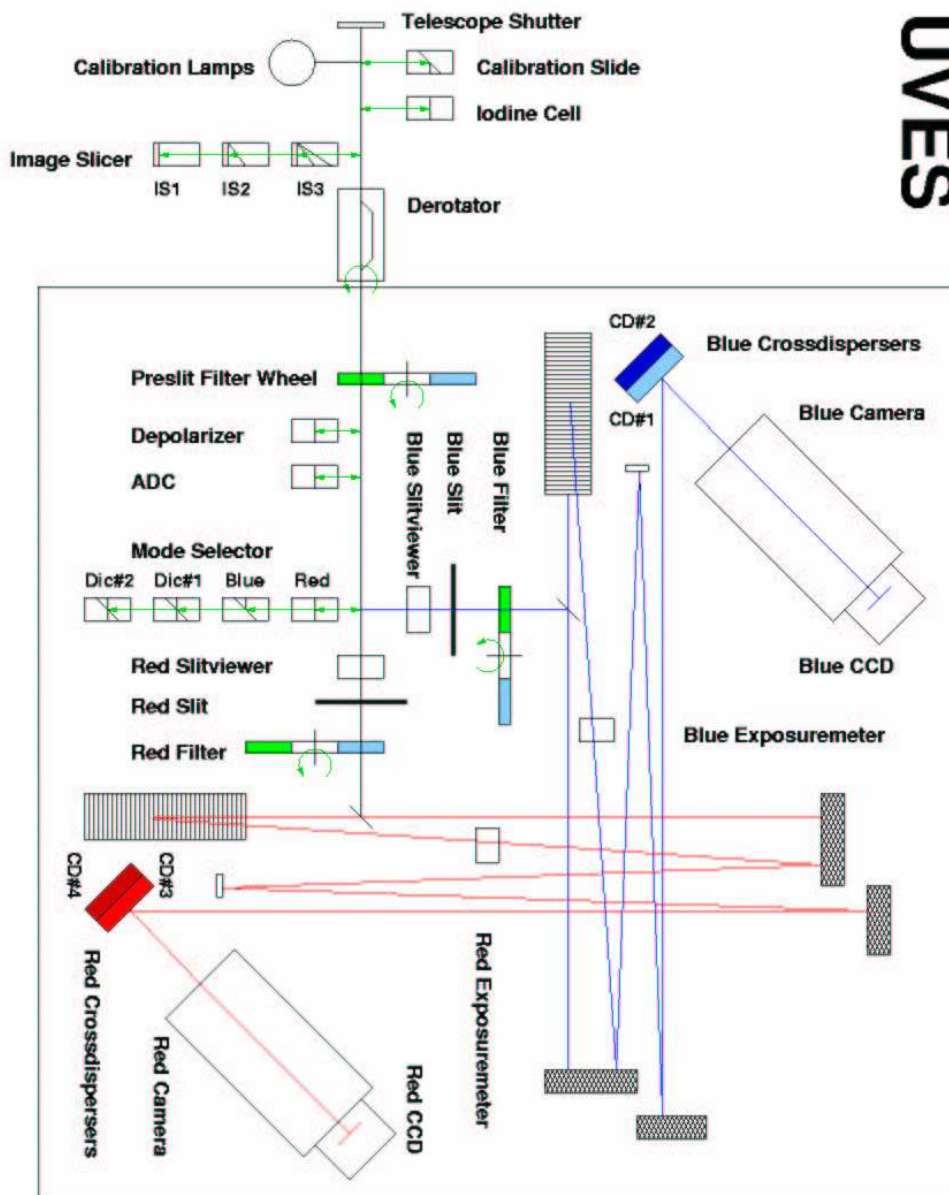 UVES
Telescope Shutter
Calibration Lamps
Calibration Slide
Iodine Cell
Image Slicer
IS1
IS2
IS3
Derotator
CD#2
Blue Crossdispersers
Preslit Filter Wheel
CD#1
Blue Camera
Depolarizer
Blue Slitviewer
Blue Slit
Blue Filter
ADC
Mode Selector
Dic#2
Dic#1
Blue
Red
Red Slitviewer
Blue CCD
Red Slit
Blue Exposuremeter
Red Filter
CD#4
CD#3
Red Crossdispersers
Red Camera
Red CCD
Red Exposuremeter